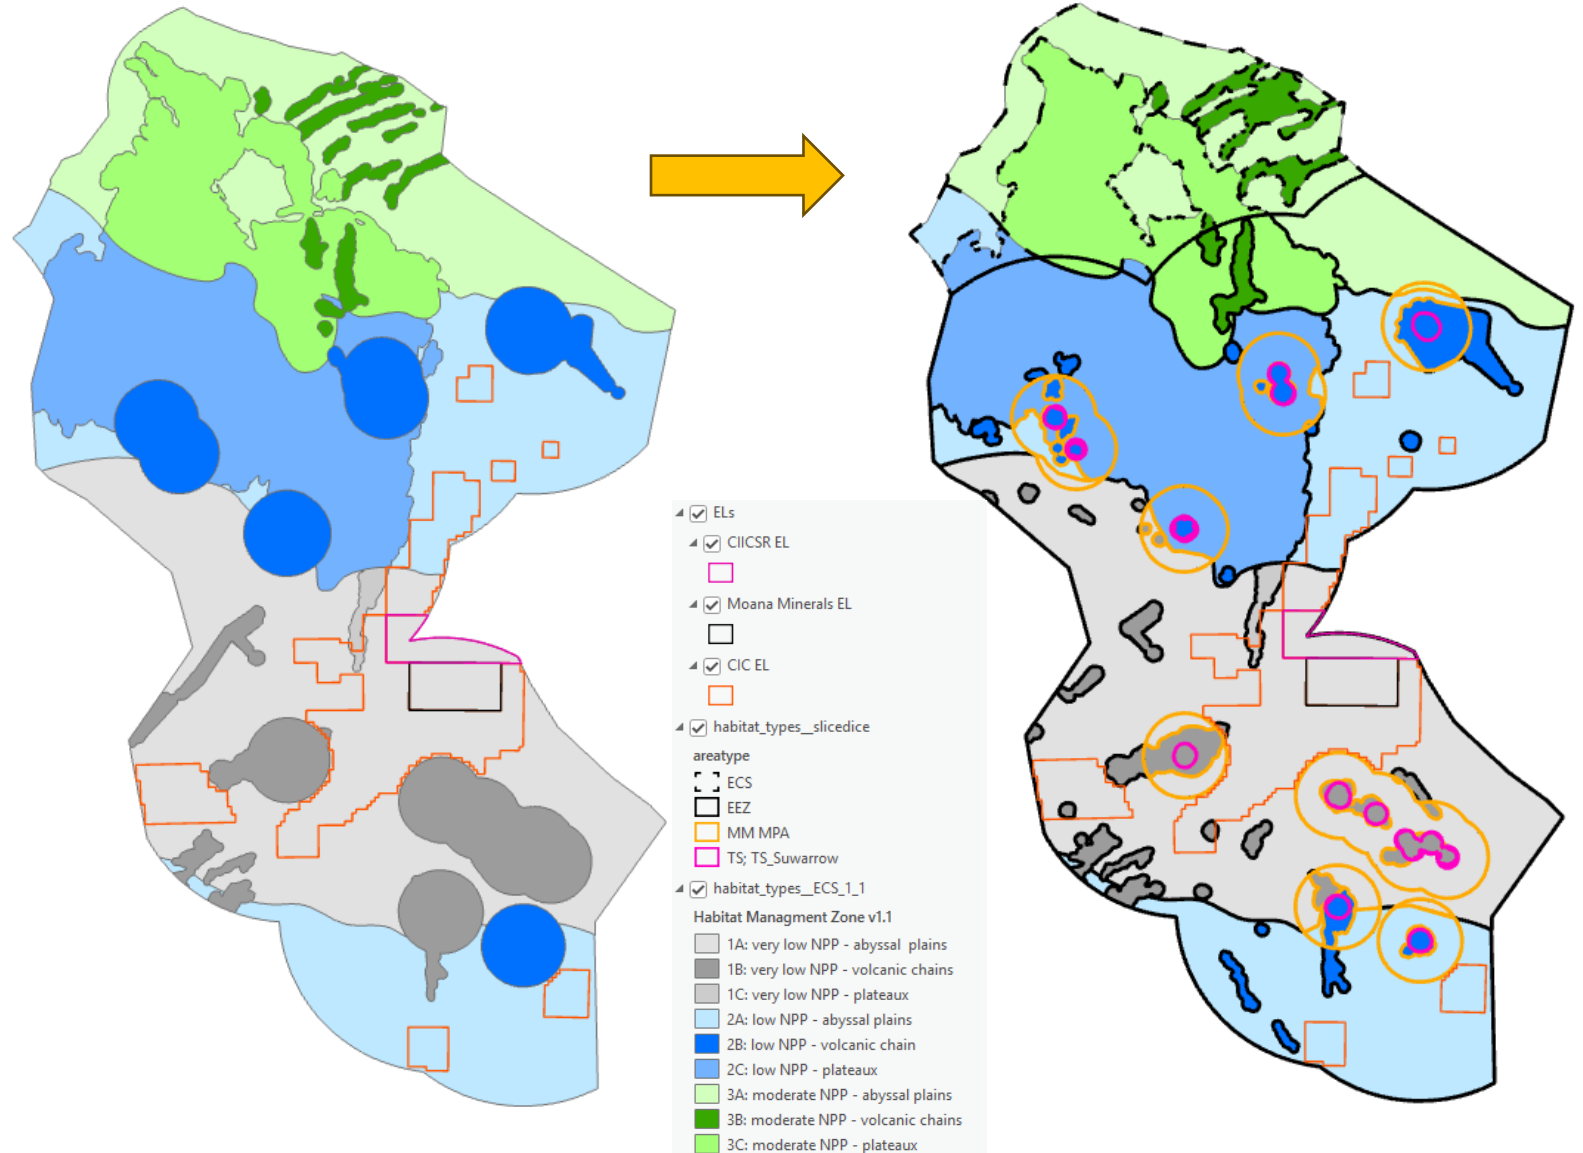 ELs
CIICSR EL
Moana Minerals EL
CIC EL
habitat_types__slicedice
areatype
ECS
EEZ
MM MPA
TS; TS_Suwarrow
habitat_types__ECS_1_1
Habitat Managment Zone v1.1
1A: very low NPP - abyssal plains
1B: very low NPP - volcanic chains
1C: very low NPP - plateaux
2A: low NPP - abyssal plains
2B: low NPP - volcanic chain
2C: low NPP - plateaux
3A: moderate NPP - abyssal plains
3B: moderate NPP - volcanic chains
3C: moderate NPP - plateaux